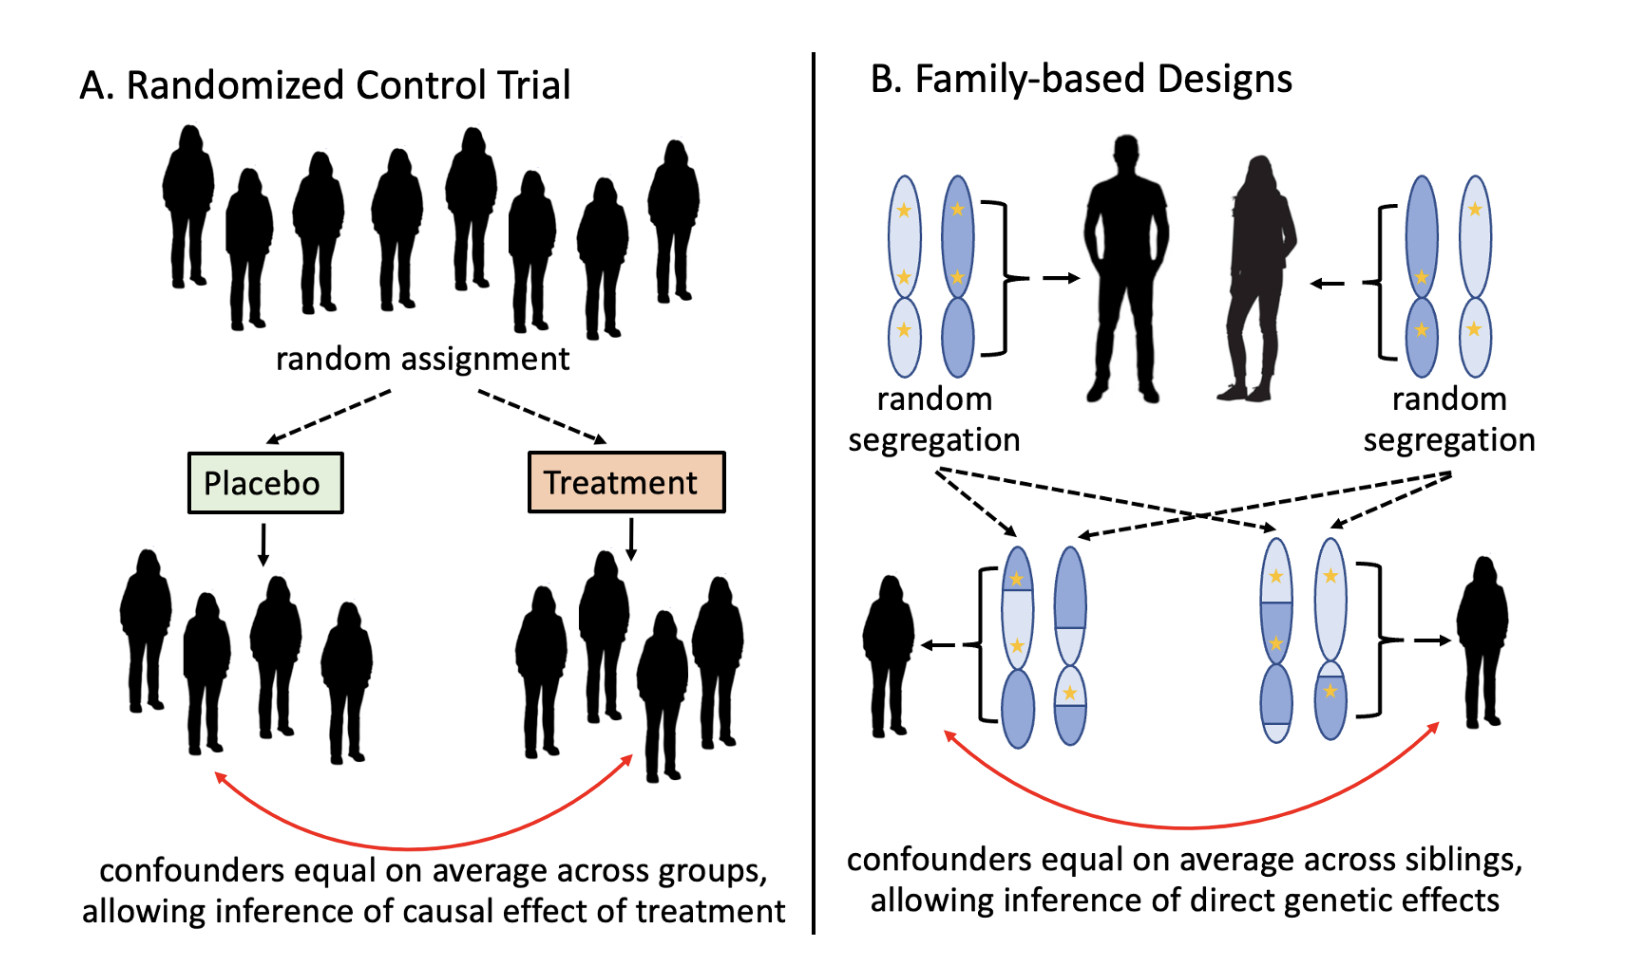 A. Randomized Control Trial
random assignment
Placebo
Treatment
confounders equal on average across groups,
allowing inference of causal effect of treatment
B. Family-based Designs
random
segregation
random
segregation
confounders equal on average across siblings,
allowing inference of direct genetic effects